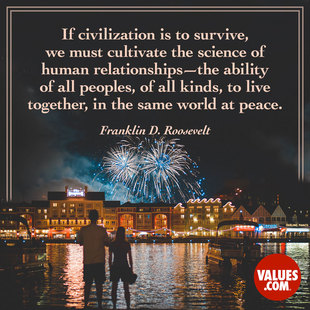 If civilization is to survive,
we must cultivate the science of
human relationships—the ability
of all peoples, of all kinds, to live
together, in the same world at peace.
Franklin D. Roosevelt
VALUES
.COM